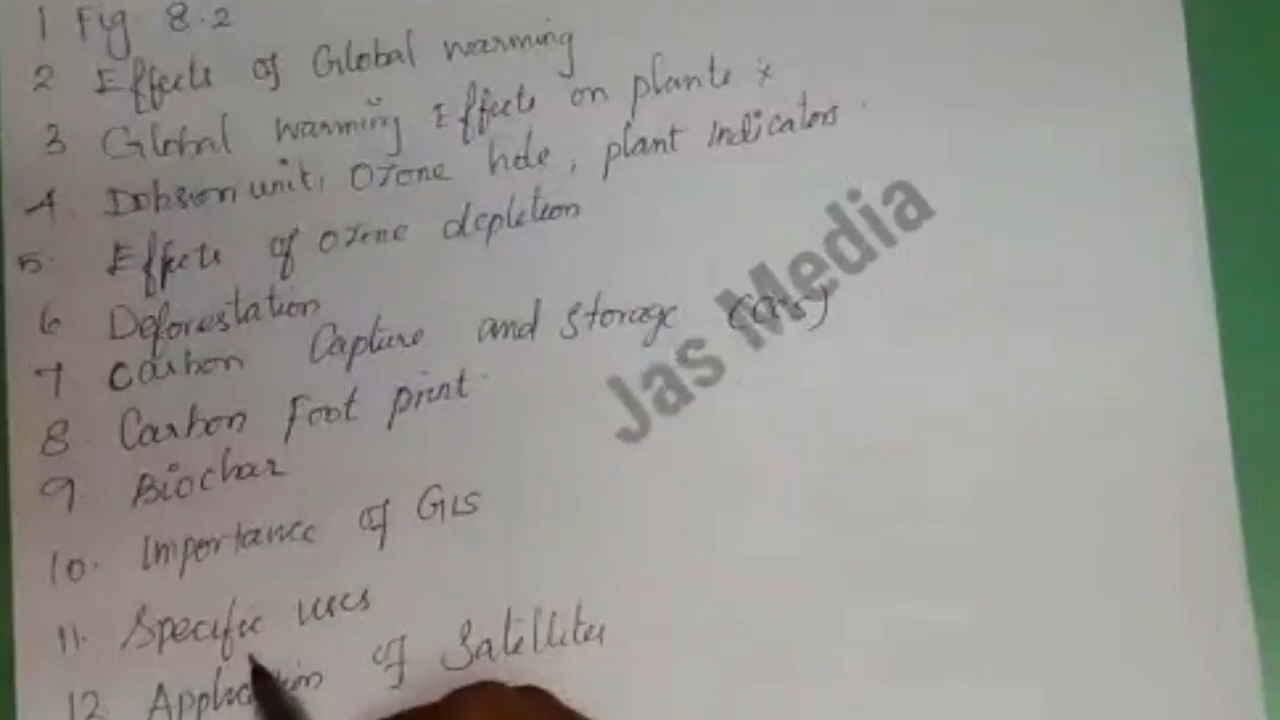 1 Fig 8.2
2 Effects of Global warming
3 Global warming Effects on plants x
4. Dobson unit, Ozone hole, plant indicators.
5. Effects of Ozone depletion
6 Deforestation
7 Carbon Capture and Storage
8. Carbon Foot print.
9. Biochar
10. Importance of GIS
11. Specific uses
12 Application of Satellites
Jas Media